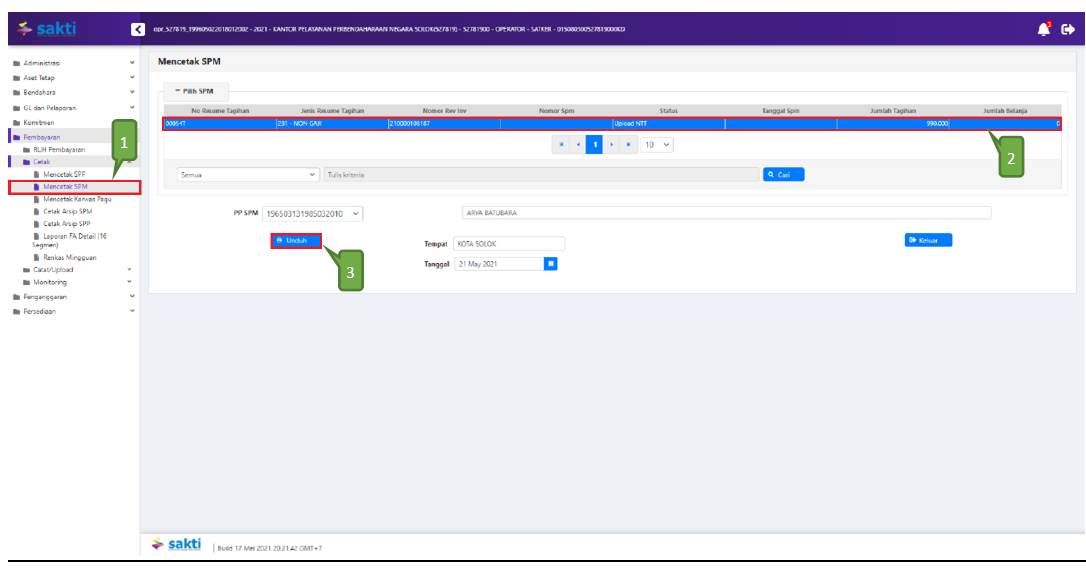 sakti
opr_527819_199609022018012002 - 2021 - KANTOR PELAYANAN PERBENDAHARAAN NEGARA SOLOK(527819) - 52781900 - OPERATOR - SATKER -
Administrasi
Aset Tetap
Bendahara
GL dan Pelaporan
Komitmen
Pembayaran
RUH Pembayaran
Cetak
Mencetak SPP
Mencetak SPM
Mencetak Karwas Pagu
Cetak Arsip SPM
Cetak Arsip SPP
Laporan FA Detail (16
Segmen)
Renkas Mingguan
Catat/Upload
Monitoring
Penganggaran
Persediaan
1
Mencetak SPM
Pilih SPM
No Resume Tagihan Jenis Resume Tagihan Nomor Rev Inv Nomor Spm Status Tanggal Spm Jumlah Tagihan Jumlah Belanja
00054T 231 - NON GAJI 210000106187 Upload NTT 990.000 0
1 10
2
Semua Tulis kriteria Cari
PP SPM 196503131985032010 ARYA BATUBARA
Unduh Tempat KOTA SOLOK Keluar
Tanggal 21 May 2021
3
sakti | Build 17 Mei 2021 20:21:42 GMT+7